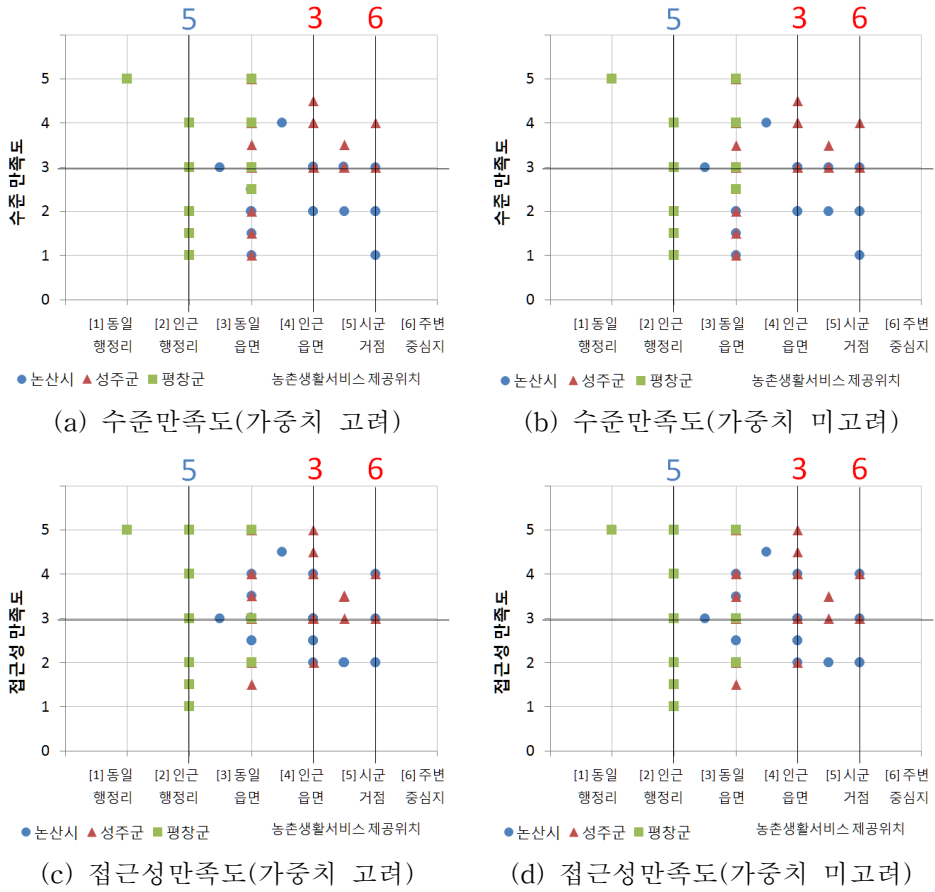 5 3 6 5 3 6
수준 만족도
5
4
3
2
1
0
[1] 동일 [2] 인근 [3] 동일 [4] 인근 [5] 시군 [6] 주변
행정리 행정리 읍면 읍면 거점 중심지
논산시 성주군 평창군 농촌생활서비스 제공위치
수준 만족도
5
4
3
2
1
0
[1] 동일 [2] 인근 [3] 동일 [4] 인근 [5] 시군 [6] 주변
행정리 행정리 읍면 읍면 거점 중심지
논산시 성주군 평창군 농촌생활서비스 제공위치
(a) 수준만족도(가중치 고려) (b) 수준만족도(가중치 미고려)
5 3 6 5 3 6
접근성 만족도
5
4
3
2
1
0
[1] 동일 [2] 인근 [3] 동일 [4] 인근 [5] 시군 [6] 주변
행정리 행정리 읍면 읍면 거점 중심지
논산시 성주군 평창군 농촌생활서비스 제공위치
접근성 만족도
5
4
3
2
1
0
[1] 동일 [2] 인근 [3] 동일 [4] 인근 [5] 시군 [6] 주변
행정리 행정리 읍면 읍면 거점 중심지
논산시 성주군 평창군 농촌생활서비스 제공위치
(c) 접근성만족도(가중치 고려) (d) 접근성만족도(가중치 미고려)